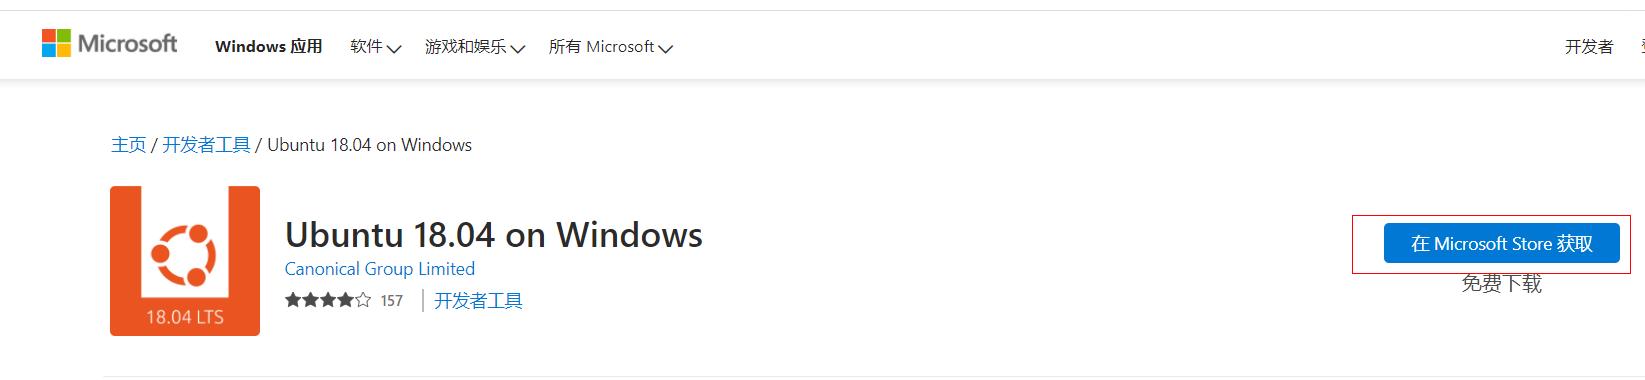 Microsoft Windows 应用 软件 游戏和娱乐 所有 Microsoft 开发者
主页 / 开发者工具 / Ubuntu 18.04 on Windows
18.04 LTS
Ubuntu 18.04 on Windows
Canonical Group Limited
157 开发者工具
在 Microsoft Store 获取
免费下载